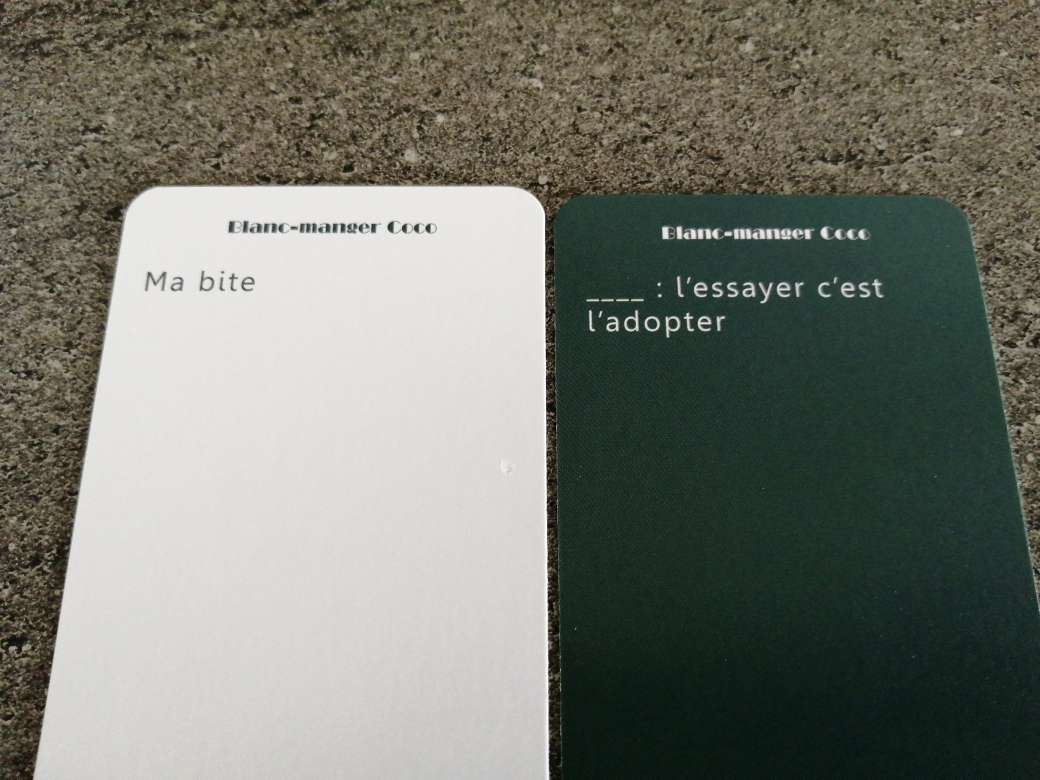 Blanc-manger Coco
Ma bite
Blanc-manger Coco
____ : l'essayer c'est
l'adopter